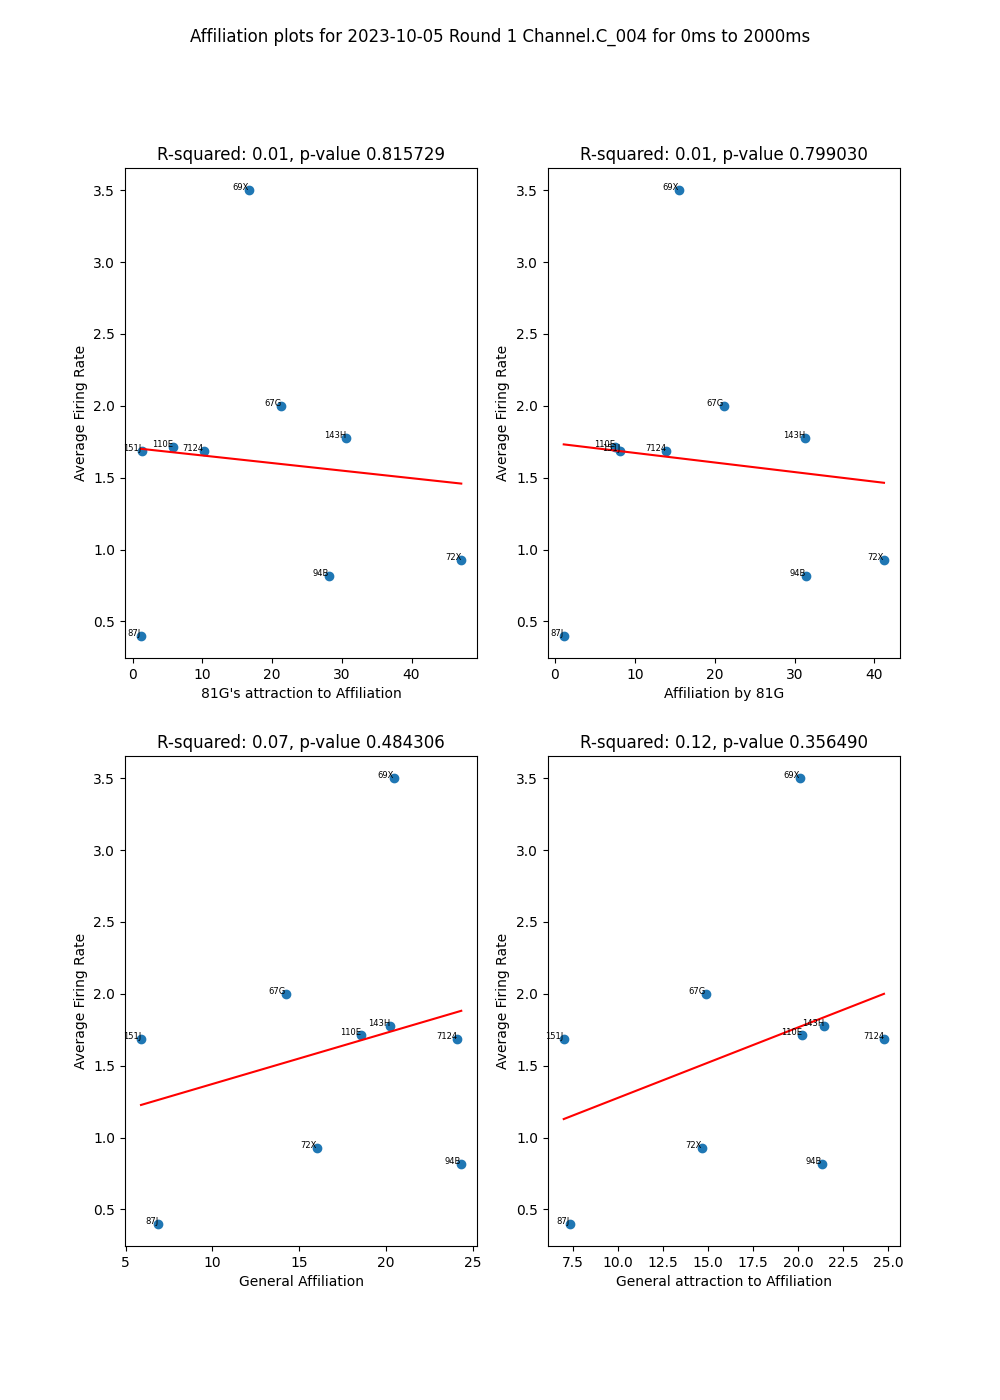 Affiliation plots for 2023-10-05 Round 1 Channel.C_004 for 0ms to 2000ms
R-squared: 0.01, p-value 0.815729
3.5
3.0
2.5
2.0
1.5
1.0
0.5
Average Firing Rate
69X
67G
143H
110E
151J
7124
72X
94B
87J
0
10
20
30
40
81G's attraction to Affiliation
R-squared: 0.01, p-value 0.799030
3.5
3.0
2.5
2.0
1.5
1.0
0.5
Average Firing Rate
69X
67G
143H
110E
151J
7124
72X
94B
87J
0
10
20
30
40
Affiliation by 81G
R-squared: 0.07, p-value 0.484306
3.5
3.0
2.5
2.0
1.5
1.0
0.5
Average Firing Rate
69X
67G
143H
110E
151J
7124
72X
94B
87J
5
10
15
20
25
General Affiliation
R-squared: 0.12, p-value 0.356490
3.5
3.0
2.5
2.0
1.5
1.0
0.5
Average Firing Rate
69X
67G
143H
110E
151J
7124
72X
94B
87J
7.5
10.0
12.5
15.0
17.5
20.0
22.5
25.0
General attraction to Affiliation